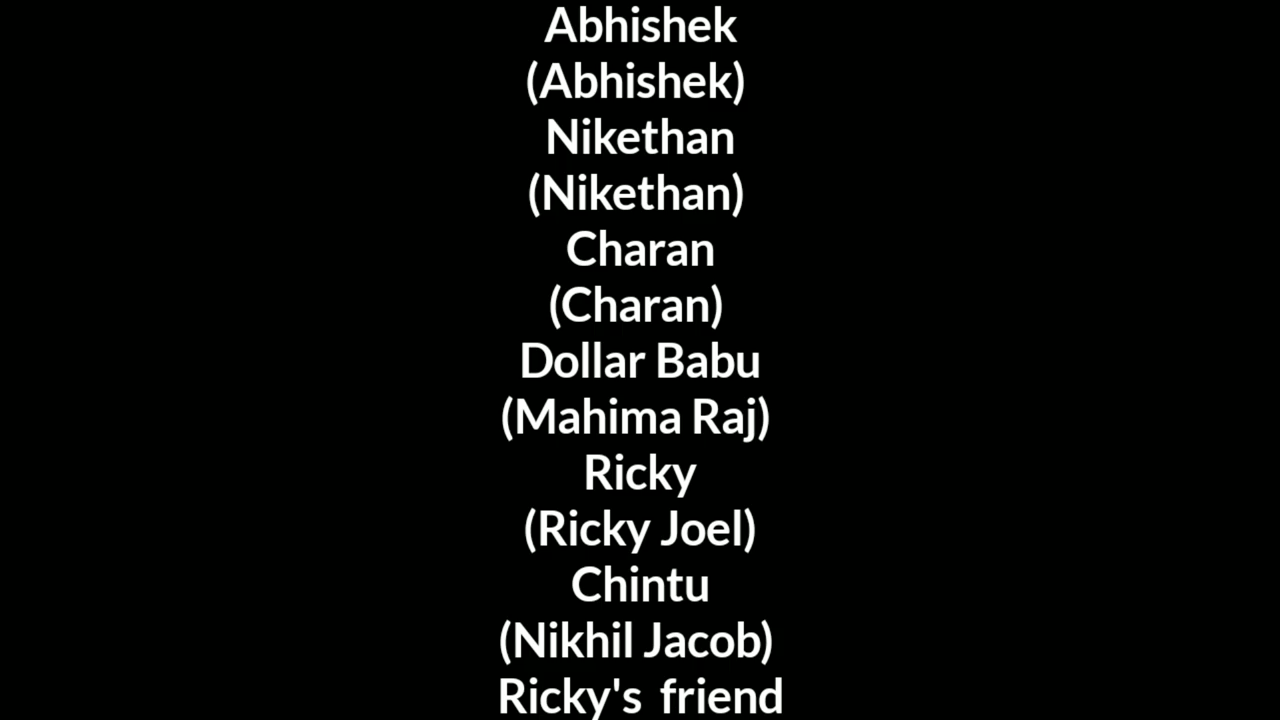 Abhishek
(Abhishek)
Nikethan
(Nikethan)
Charan
(Charan)
Dollar Babu
(Mahima Raj)
Ricky
(Ricky Joel)
Chintu
(Nikhil Jacob)
Ricky's friend